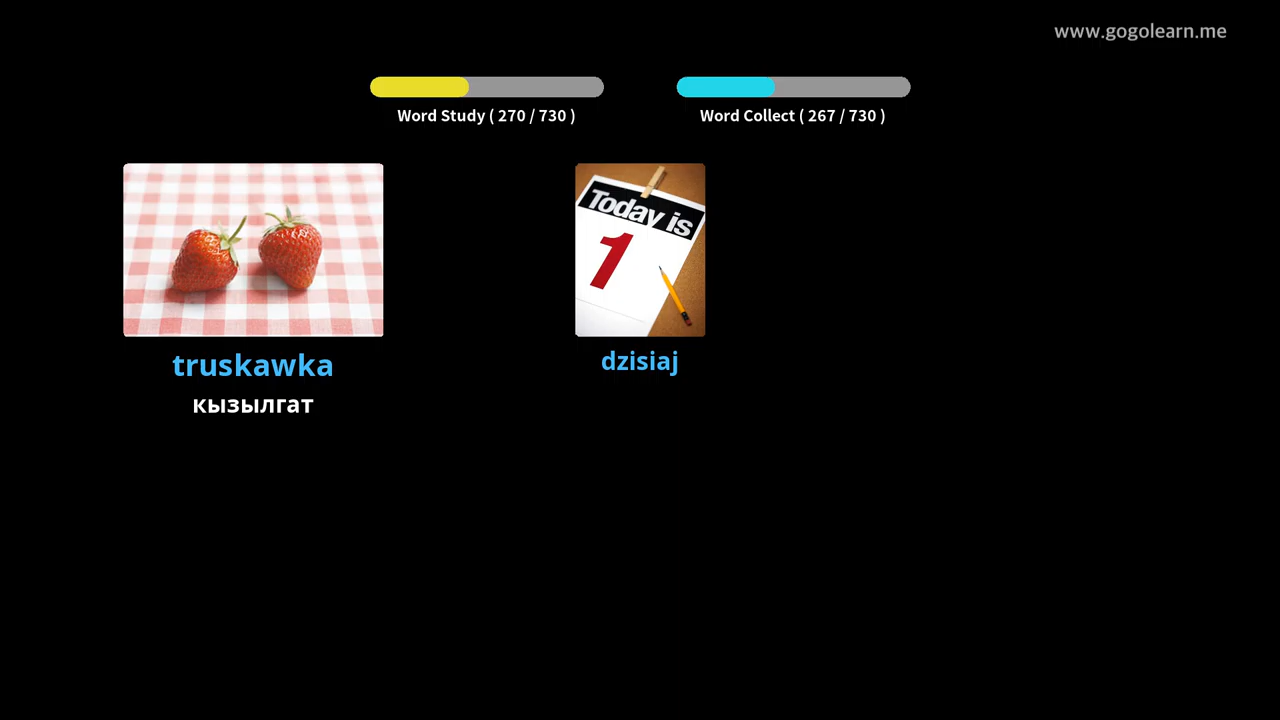 www.gogolearn.me
Word Study ( 270 / 730 )
Word Collect ( 267 / 730 )
Today is
1
truskawka
кызылгат
dzisiaj